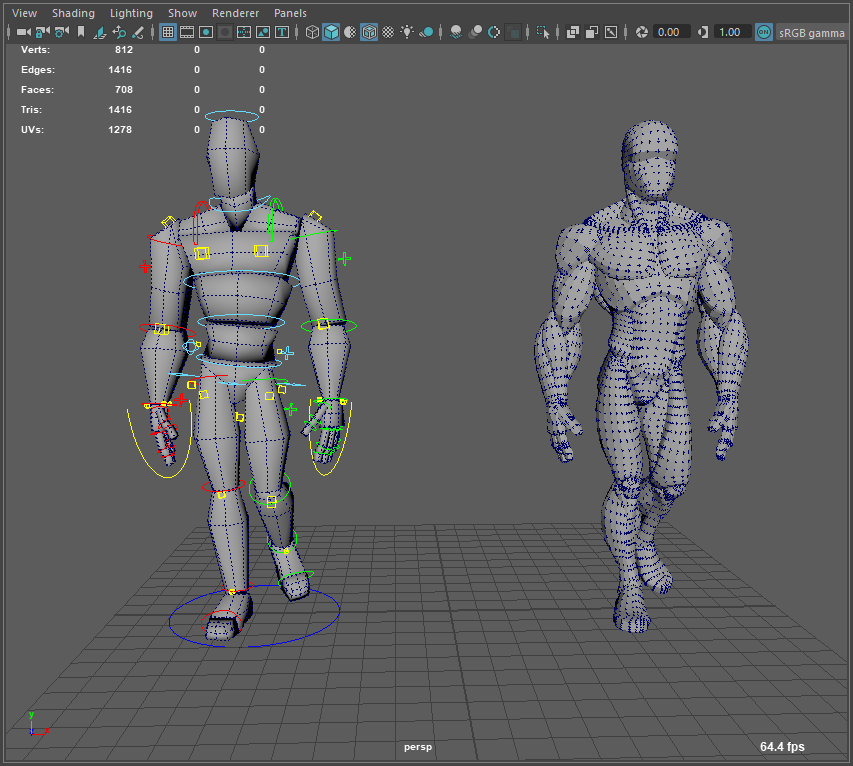 View Shading Lighting Show Renderer Panels
0.00 1.00 ON sRGB gamma
Verts: 812 0 0
Edges: 1416 0 0
Faces: 708 0 0
Tris: 1416 0 0
UVs: 1278 0 0
y
persp 64.4 fps